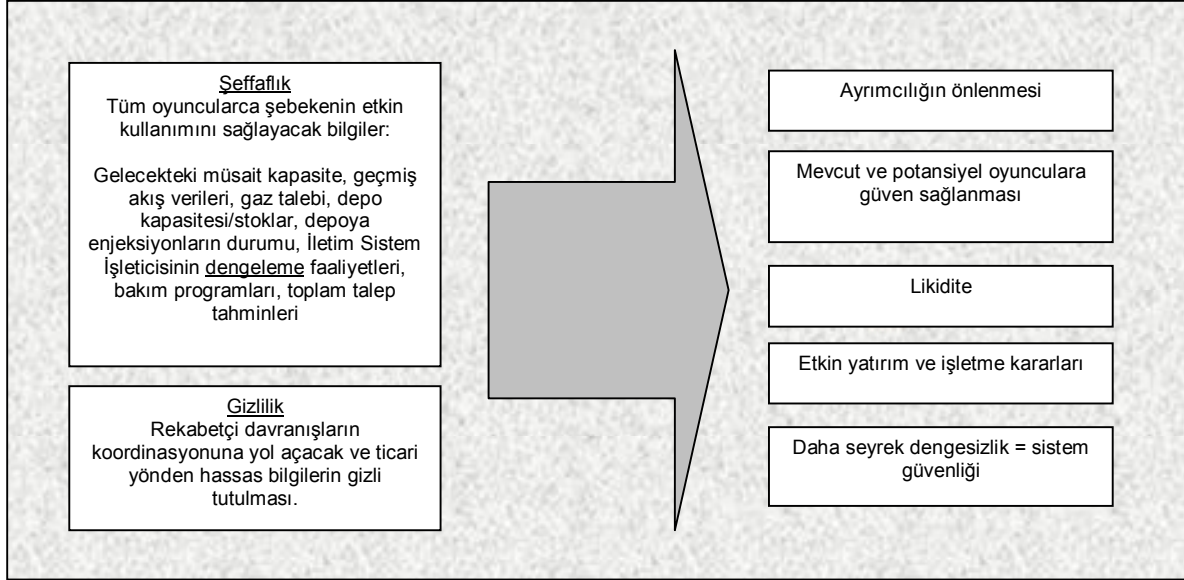 Şeffaflık
Tüm oyuncularca şebekenin etkin
kullanımını sağlayacak bilgiler:
Gelecekteki müsait kapasite, geçmiş
akış verileri, gaz talebi, depo
kapasitesi/stoklar, depoya
enjeksiyonların durumu, İletim Sistem
İşleticisinin dengeleme faaliyetleri,
bakım programları, toplam talep
tahminleri
Gizlilik
Rekabetçi davranışların
koordinasyonuna yol açacak ve ticari
yönden hassas bilgilerin gizli
tutulması.
Ayrımcılığın önlenmesi
Mevcut ve potansiyel oyunculara
güven sağlanması
Likidite
Etkin yatırım ve işletme kararları
Daha seyrek dengesizlik = sistem
güvenliği